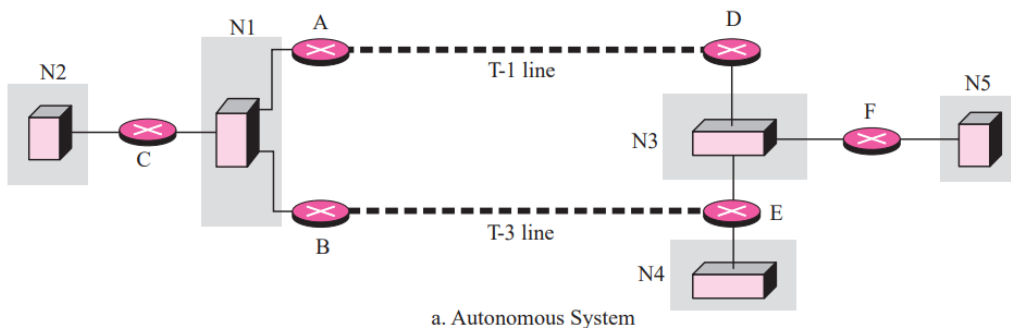 A
D
N1
N2
T-1 line
N5
F
C
N3
B
T-3 line
E
N4
a. Autonomous System